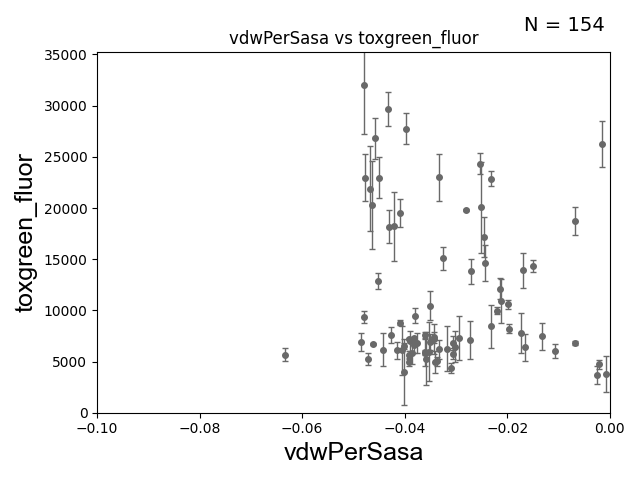 N = 154
vdwPerSasa vs toxgreen_fluor
35000
30000
25000
20000
15000
10000
5000
0
toxgreen_fluor
−0.10 −0.08 −0.06 −0.04 −0.02 0.00
vdwPerSasa